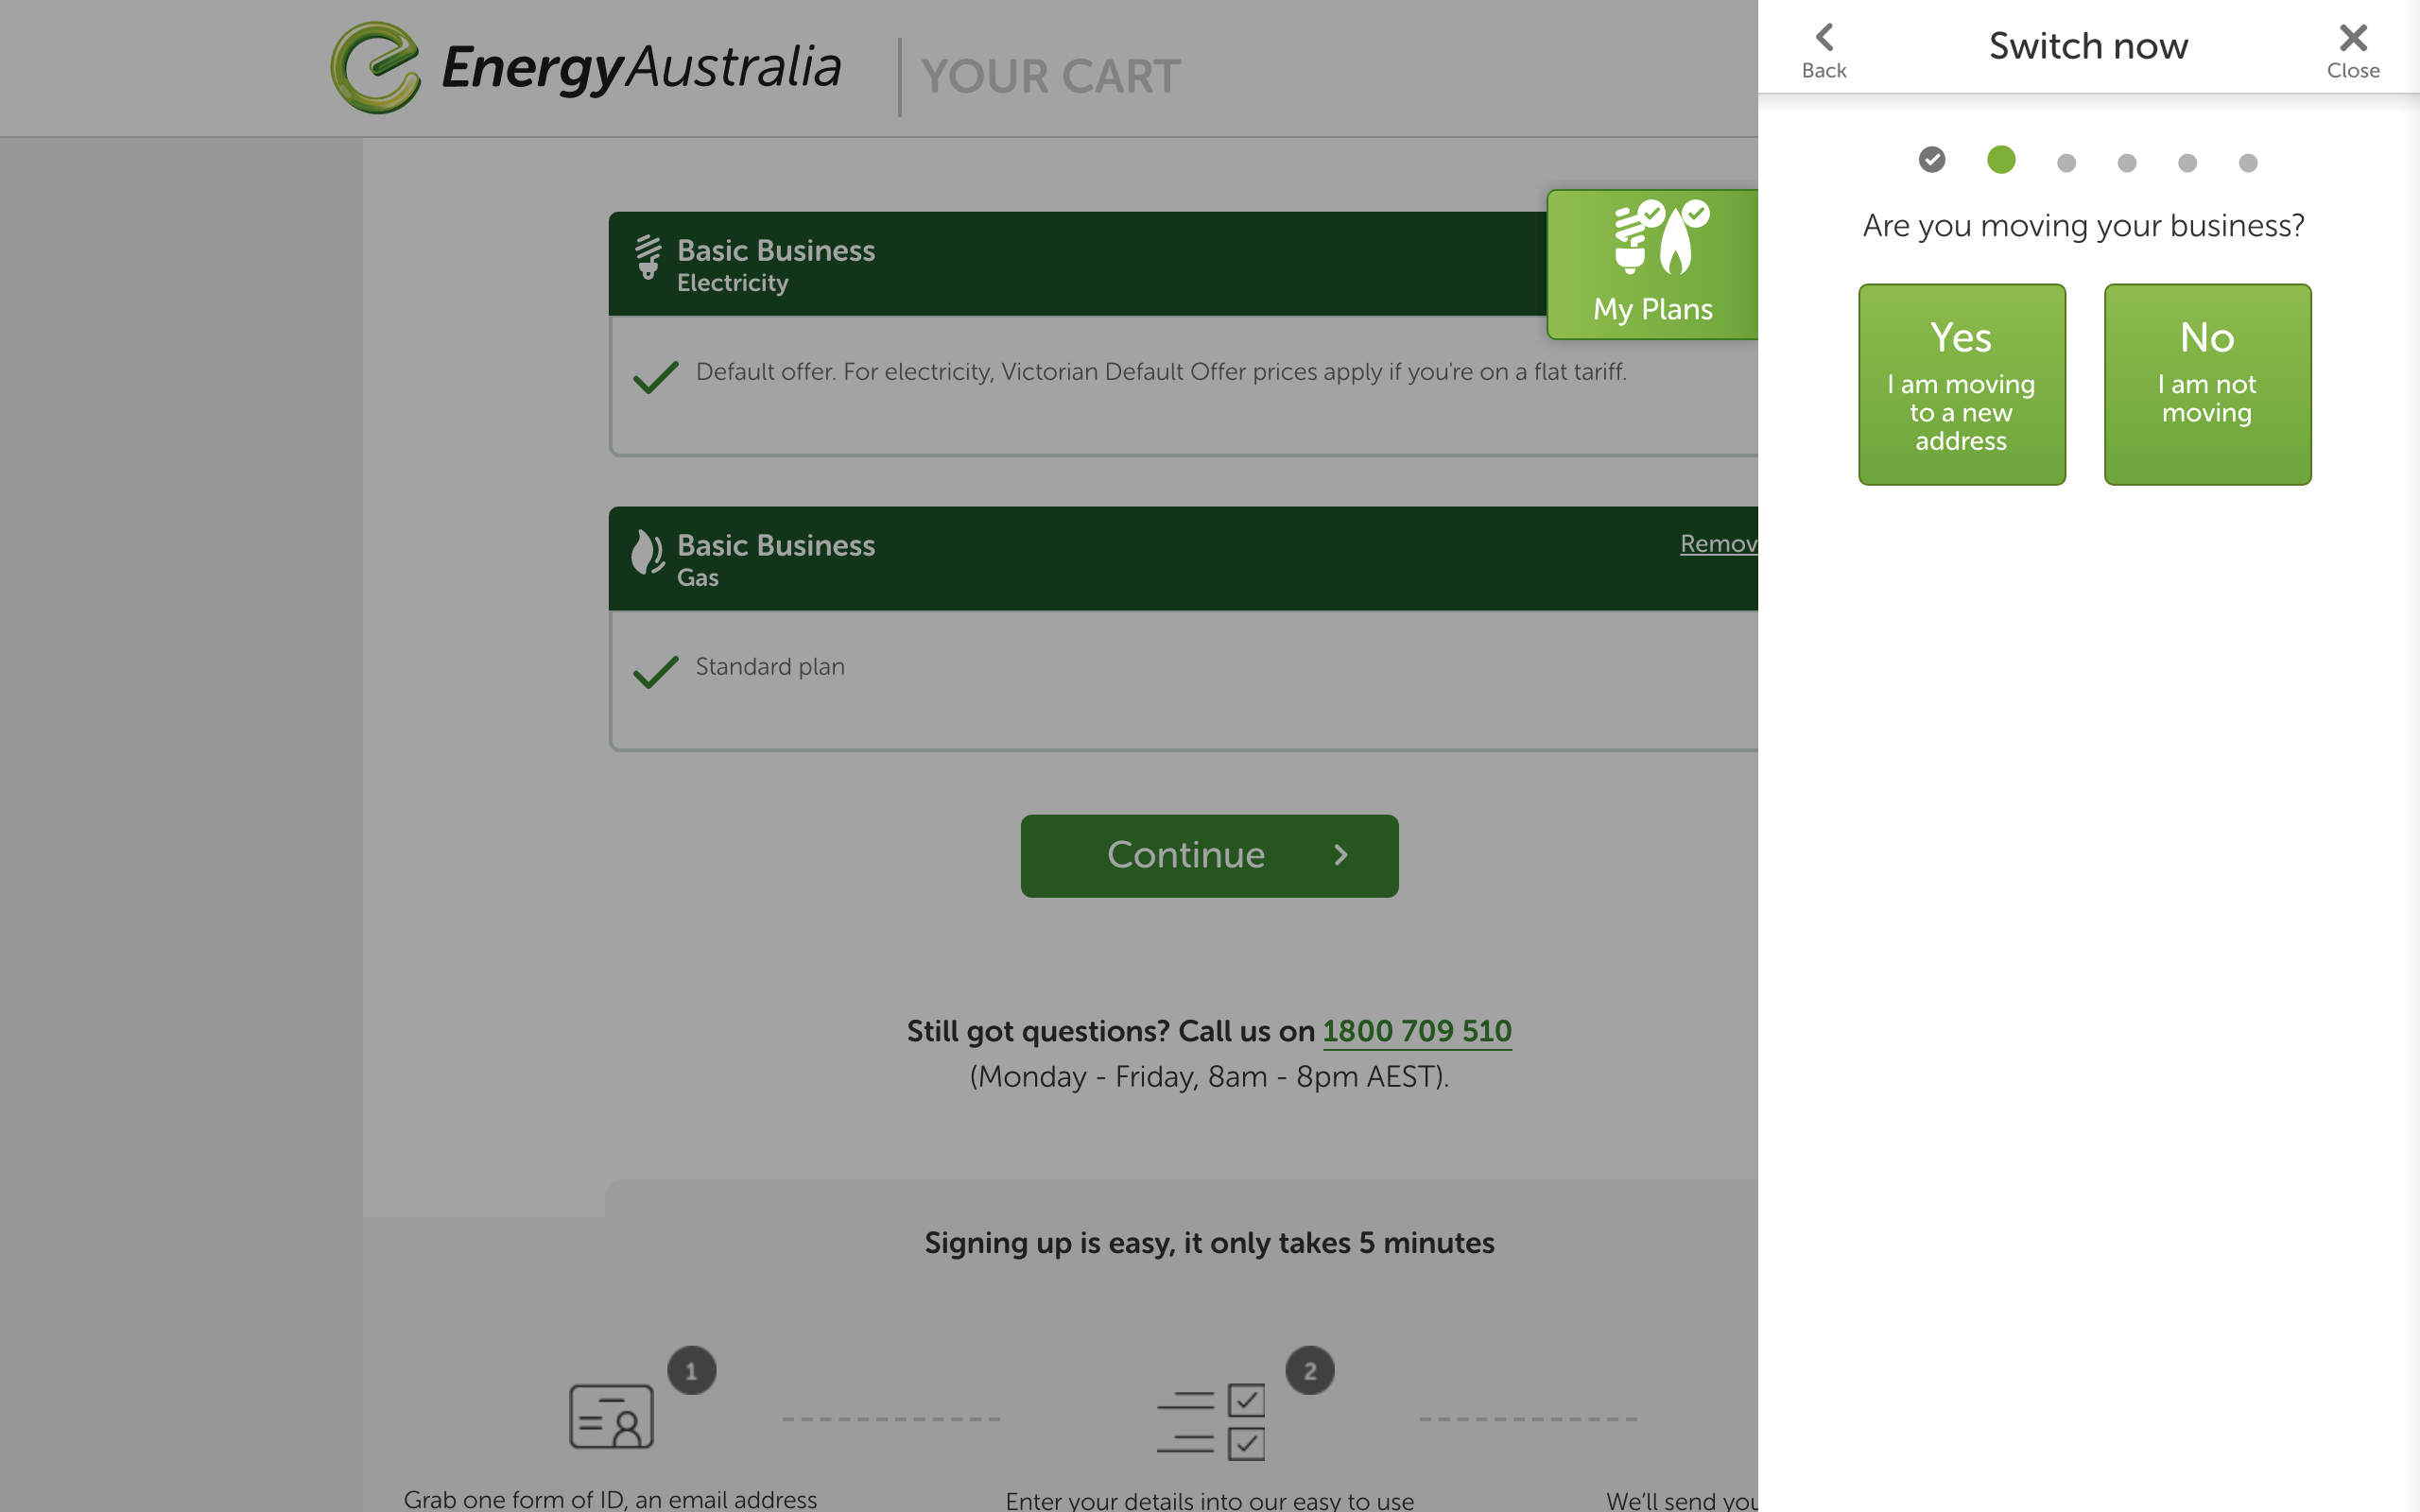 EnergyAustralia
YOUR CART
Back
Switch now
Close
Are you moving your business?
Yes
I am moving
to a new
address
No
I am not
moving
My Plans
Basic Business
Electricity
Default offer. For electricity, Victorian Default Offer prices apply if you're on a flat tariff.
Basic Business
Gas
Remov
Standard plan
Continue
Still got questions? Call us on 1800 709 510
(Monday - Friday, 8am - 8pm AEST).
Signing up is easy, it only takes 5 minutes
1
2
Grab one form of ID, an email address
Enter your details into our easy to use
We'll send you